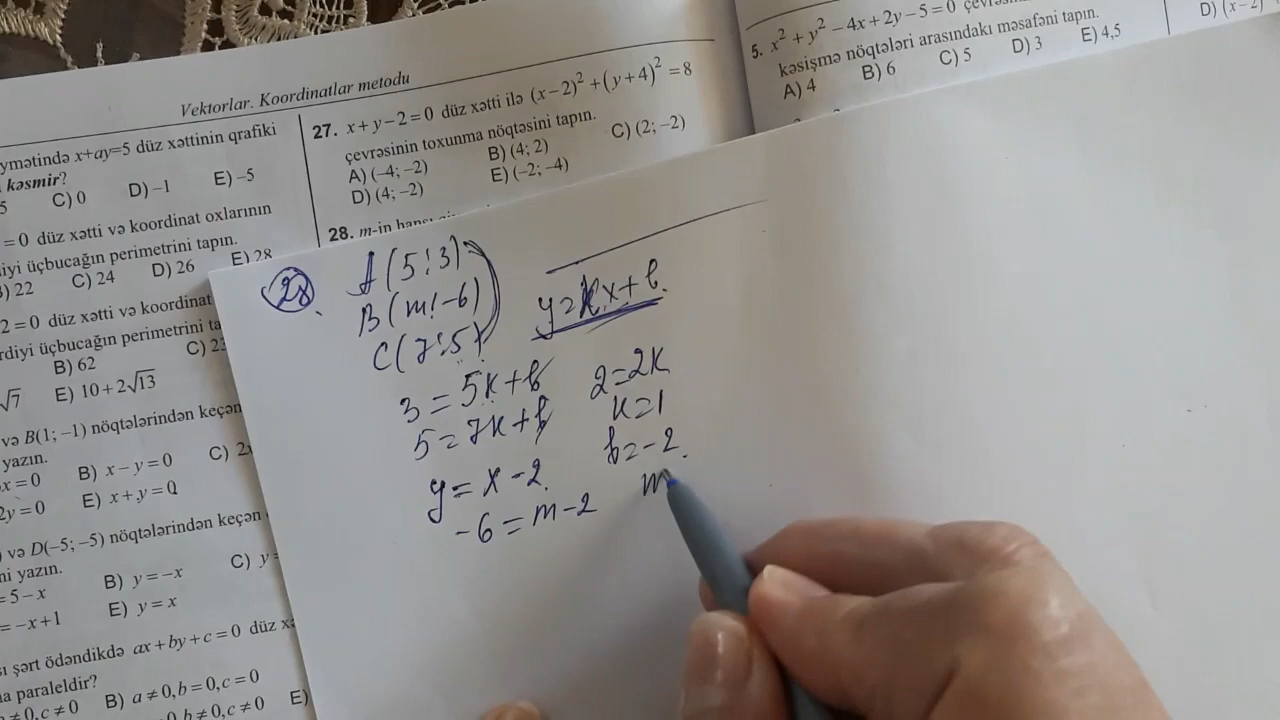 Vektorlar. Koordinatlar metodu
ymətində x+ay=5 düz xəttinin qrafiki
kəsmir?
5 C) 0 D) −1 E) −5
= 0 düz xətti və koordinat oxlarının
diyi üçbucağın perimetrini tapın.
B) 22 C) 24 D) 26 E) 28
2 = 0 düz xətti və koordinat
rdiyi üçbucağın perimetrini ta
B) 62
√7 E) 10 + 2√13
və B(1; −1) nöqtələrindən keçən
yazın.
x = 0 B) x − y = 0 C) 2
2y = 0 E) x + y = 0
və D(−5; −5) nöqtələrindən keçən
ni yazın.
= 5 − x B) y = −x C) y =
= −x + 1 E) y = x
şərt ödəndikdə ax + by + c = 0 düz
a paraleldir?
≠ 0, c ≠ 0 B) a ≠ 0, b = 0, c = 0 E)
0, b ≠ 0, c ≠ 0
27. x + y − 2 = 0 düz xətti ilə (x − 2)² + (y + 4)² = 8
çevrəsinin toxunma nöqtəsini tapın.
A) (−4; −2) B) (4; 2) C) (2; −2)
D) (4; −2) E) (−2; −4)
28. m-in
5. x² + y² − 4x + 2y − 5 = 0
kəsişmə nöqtələri arasındakı məsafəni tapın.
A) 4 B) 6 C) 5 D) 3 E) 4,5
D) (x − 2)
28.
A (5; 3)
B (m; −6)
C (7; 5)
y = kx + b.
3 = 5k + b
5 = 7k + b
2 = 2k
k = 1
b = −2.
y = x − 2.
−6 = m − 2
m